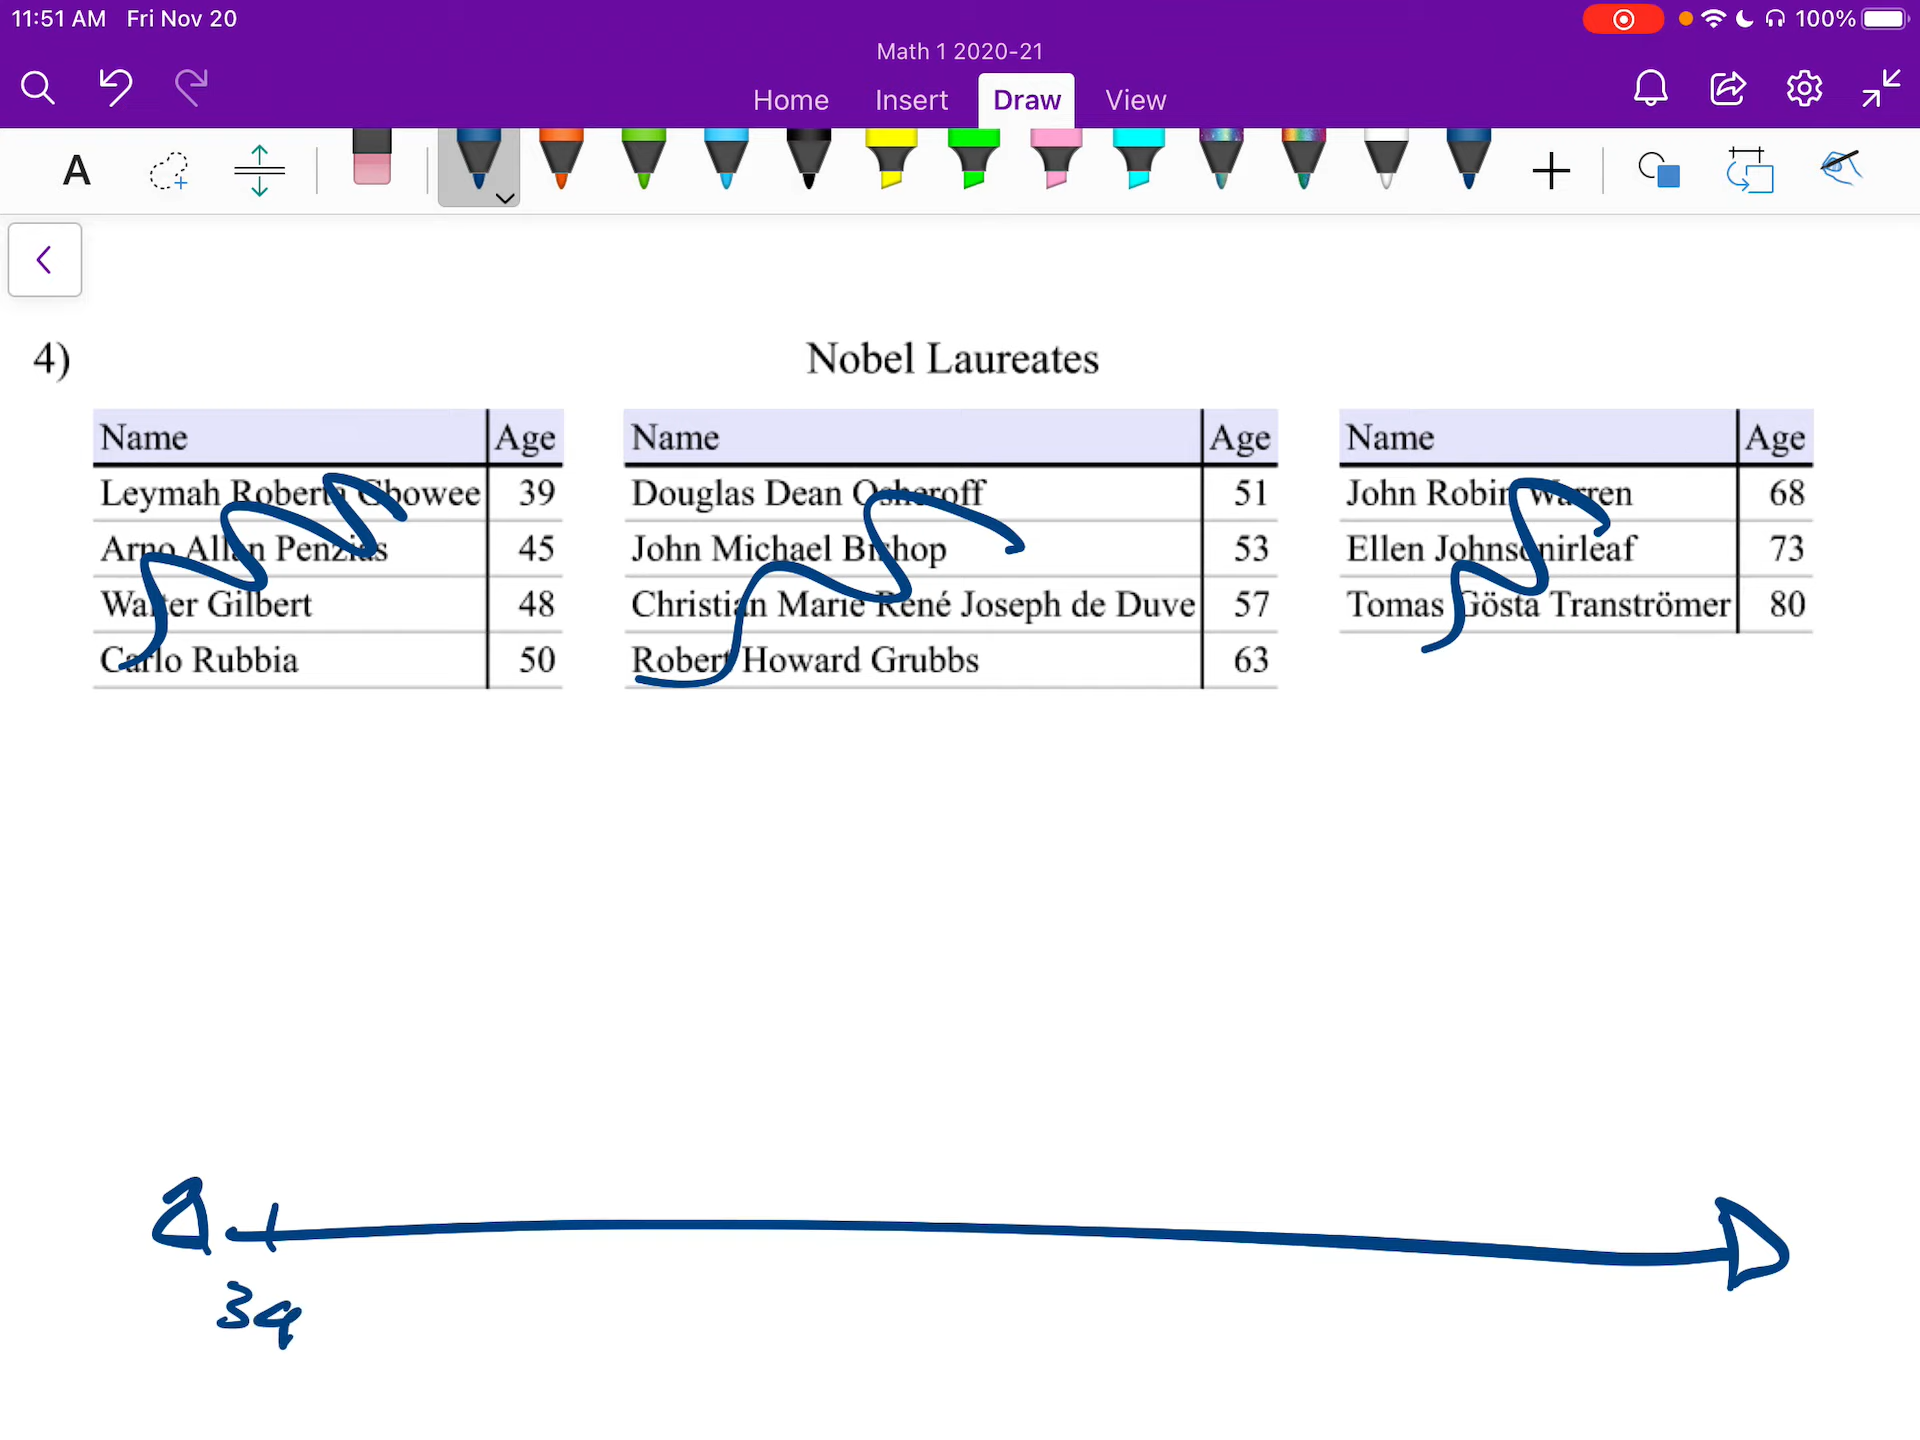 11:51 AM Fri Nov 20
100%
Math 1 2020-21
Home Insert Draw View
A
4) Nobel Laureates
Name Age
Leymah Roberta Gbowee 39
Arno Allan Penzias 45
Walter Gilbert 48
Carlo Rubbia 50
Name Age
Douglas Dean Osheroff 51
John Michael Bishop 53
Christian Marie René Joseph de Duve 57
Robert Howard Grubbs 63
Name Age
John Robin Warren 68
Ellen Johnsonirleaf 73
Tomas Gösta Tranströmer 80
39